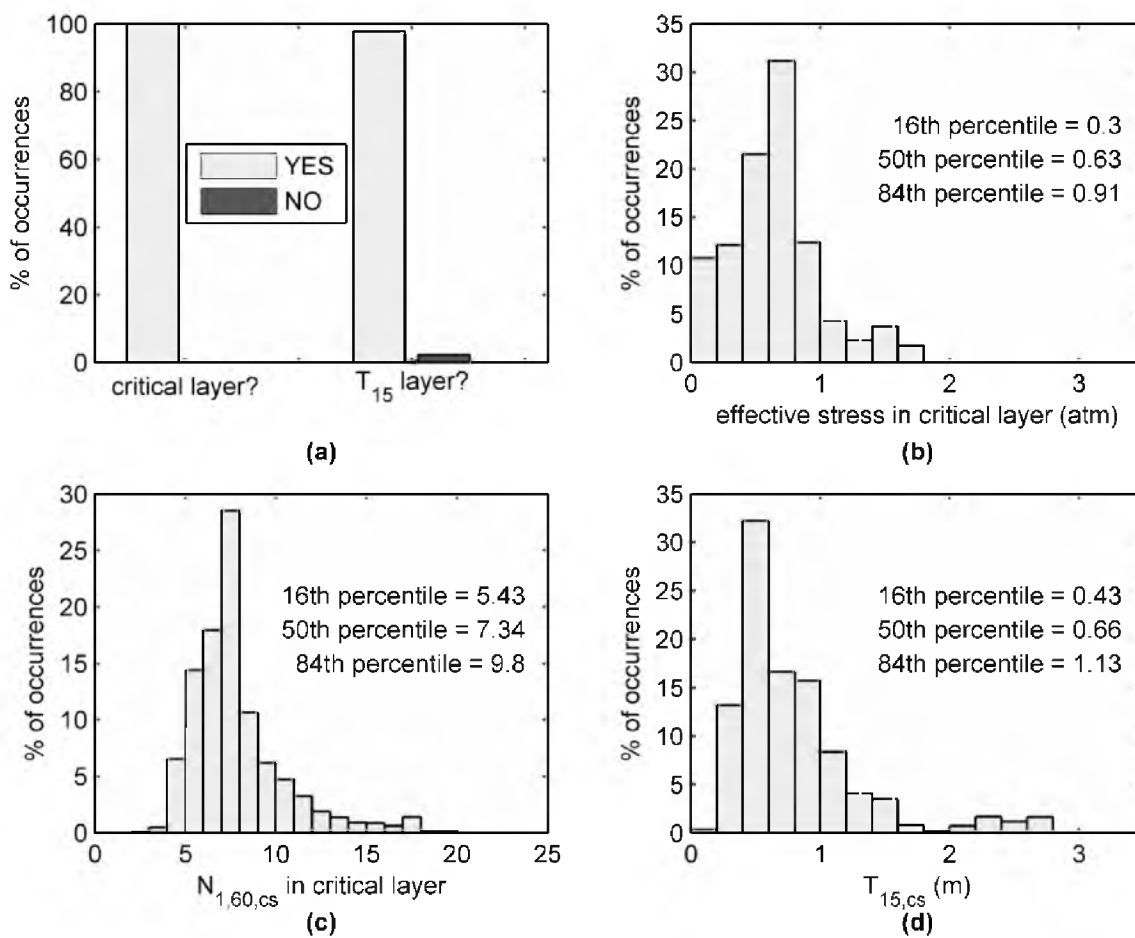 100
80
60
40
20
0
% of occurrences
YES
NO
critical layer?
T15 layer?
(a)
35
30
25
20
15
10
5
0
% of occurrences
16th percentile = 0.3
50th percentile = 0.63
84th percentile = 0.91
0 1 2 3
effective stress in critical layer (atm)
(b)
30
25
20
15
10
5
0
% of occurrences
16th percentile = 5.43
50th percentile = 7.34
84th percentile = 9.8
0 5 10 15 20 25
N1,60,cs in critical layer
(c)
35
30
25
20
15
10
5
0
% of occurrences
16th percentile = 0.43
50th percentile = 0.66
84th percentile = 1.13
0 1 2 3
T15,cs (m)
(d)